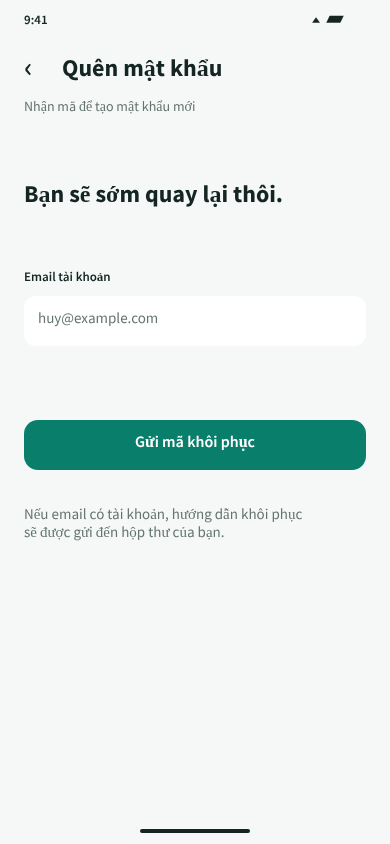 9:41
Quên mật khẩu
Nhận mã để tạo mật khẩu mới
Bạn sẽ sớm quay lại thôi.
Email tài khoản
huy@example.com
Gửi mã khôi phục
Nếu email có tài khoản, hướng dẫn khôi phục
sẽ được gửi đến hộp thư của bạn.